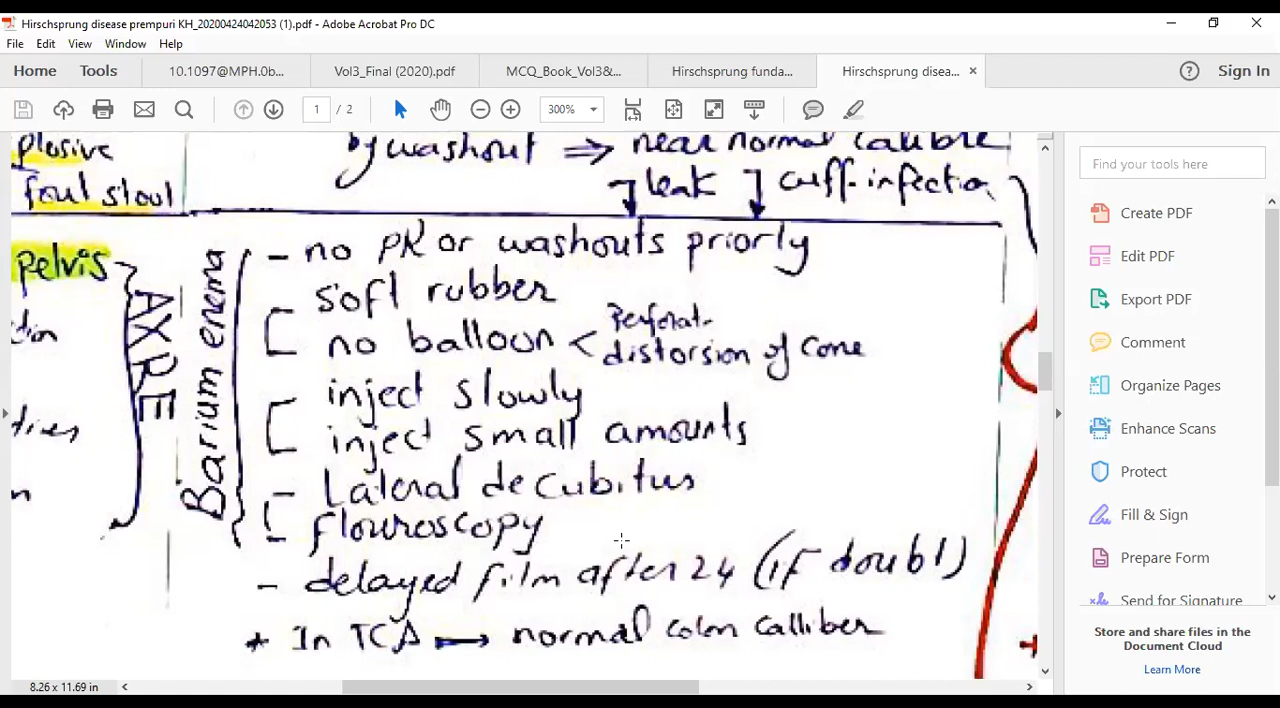 Hirschsprung disease prempuri KH_20200424042053 (1).pdf - Adobe Acrobat Pro DC
File Edit View Window Help
Home Tools 10.1097@MPH.0b... Vol3_Final (2020).pdf MCQ_Book_Vol3&... Hirschsprung funda... Hirschsprung disea... × Sign In
1 / 2 300%
plosive
foul stoul
by washout ⇒ near normal calibre
leak cuff infection
pelvis
AXRE
Barium enema
- no PR or washouts priorly
soft rubber
no balloon < Perforat-
distorsion of cone
inject slowly
inject small amounts
- Lateral decubitus
- flouroscopy
- delayed film after 24 (if doubt)
+ In TCA → normal colon calliber
8.26 x 11.69 in
Find your tools here
Create PDF
Edit PDF
Export PDF
Comment
Organize Pages
Enhance Scans
Protect
Fill & Sign
Prepare Form
Send for Signature
Store and share files in the
Document Cloud
Learn More